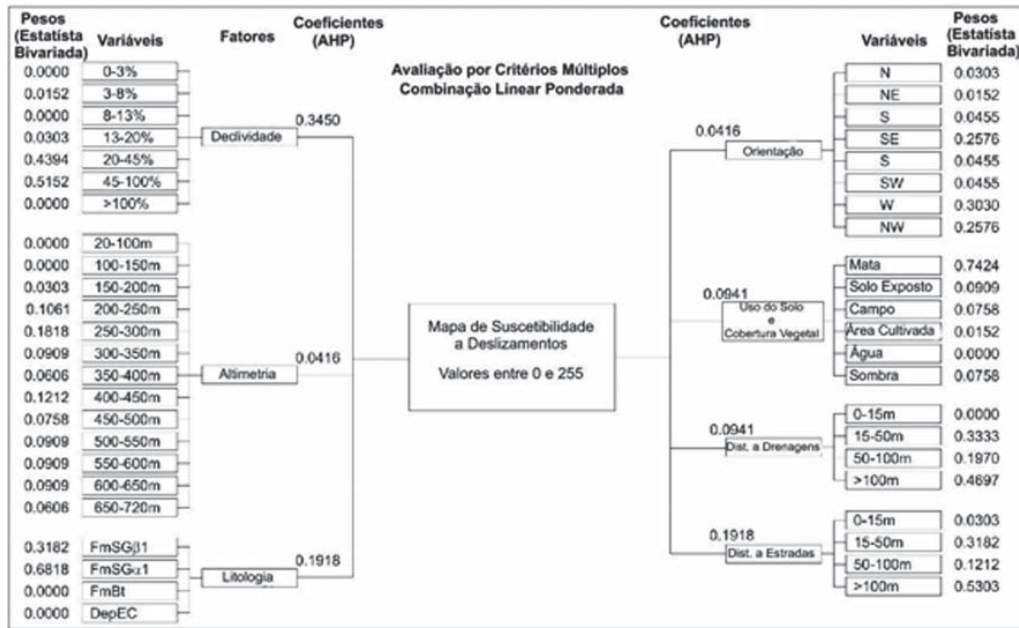 Pesos
(Estatísta
Bivariada)
Variáveis
Fatores
Coeficientes
(AHP)
Avaliação por Critérios Múltiplos
Combinação Linear Ponderada
0.0000 0-3%
0.0152 3-8%
0.0000 8-13%
0.0303 13-20%
0.4394 20-45%
0.5152 45-100%
0.0000 >100%
Declividade
0.3450
0.0000 20-100m
0.0000 100-150m
0.0303 150-200m
0.1061 200-250m
0.1818 250-300m
0.0909 300-350m
0.0606 350-400m
0.1212 400-450m
0.0758 450-500m
0.0909 500-550m
0.0909 550-600m
0.0909 600-650m
0.0606 650-720m
Altimetria
0.0416
0.3182 FmSGβ1
0.6818 FmSGα1
0.0000 FmBt
0.0000 DepEC
Litologia
0.1918
Mapa de Suscetibilidade
a Deslizamentos
Valores entre 0 e 255
Coeficientes
(AHP)
Variáveis
Pesos
(Estatísta
Bivariada)
0.0416
Orientação
N 0.0303
NE 0.0152
S 0.0455
SE 0.2576
S 0.0455
SW 0.0455
W 0.3030
NW 0.2576
0.0941
Uso do Solo
e
Cobertura Vegetal
Mata 0.7424
Solo Exposto 0.0909
Campo 0.0758
Área Cultivada 0.0152
Água 0.0000
Sombra 0.0758
0.0941
Dist. a Drenagens
0-15m 0.0000
15-50m 0.3333
50-100m 0.1970
>100m 0.4697
0.1918
Dist. a Estradas
0-15m 0.0303
15-50m 0.3182
50-100m 0.1212
>100m 0.5303